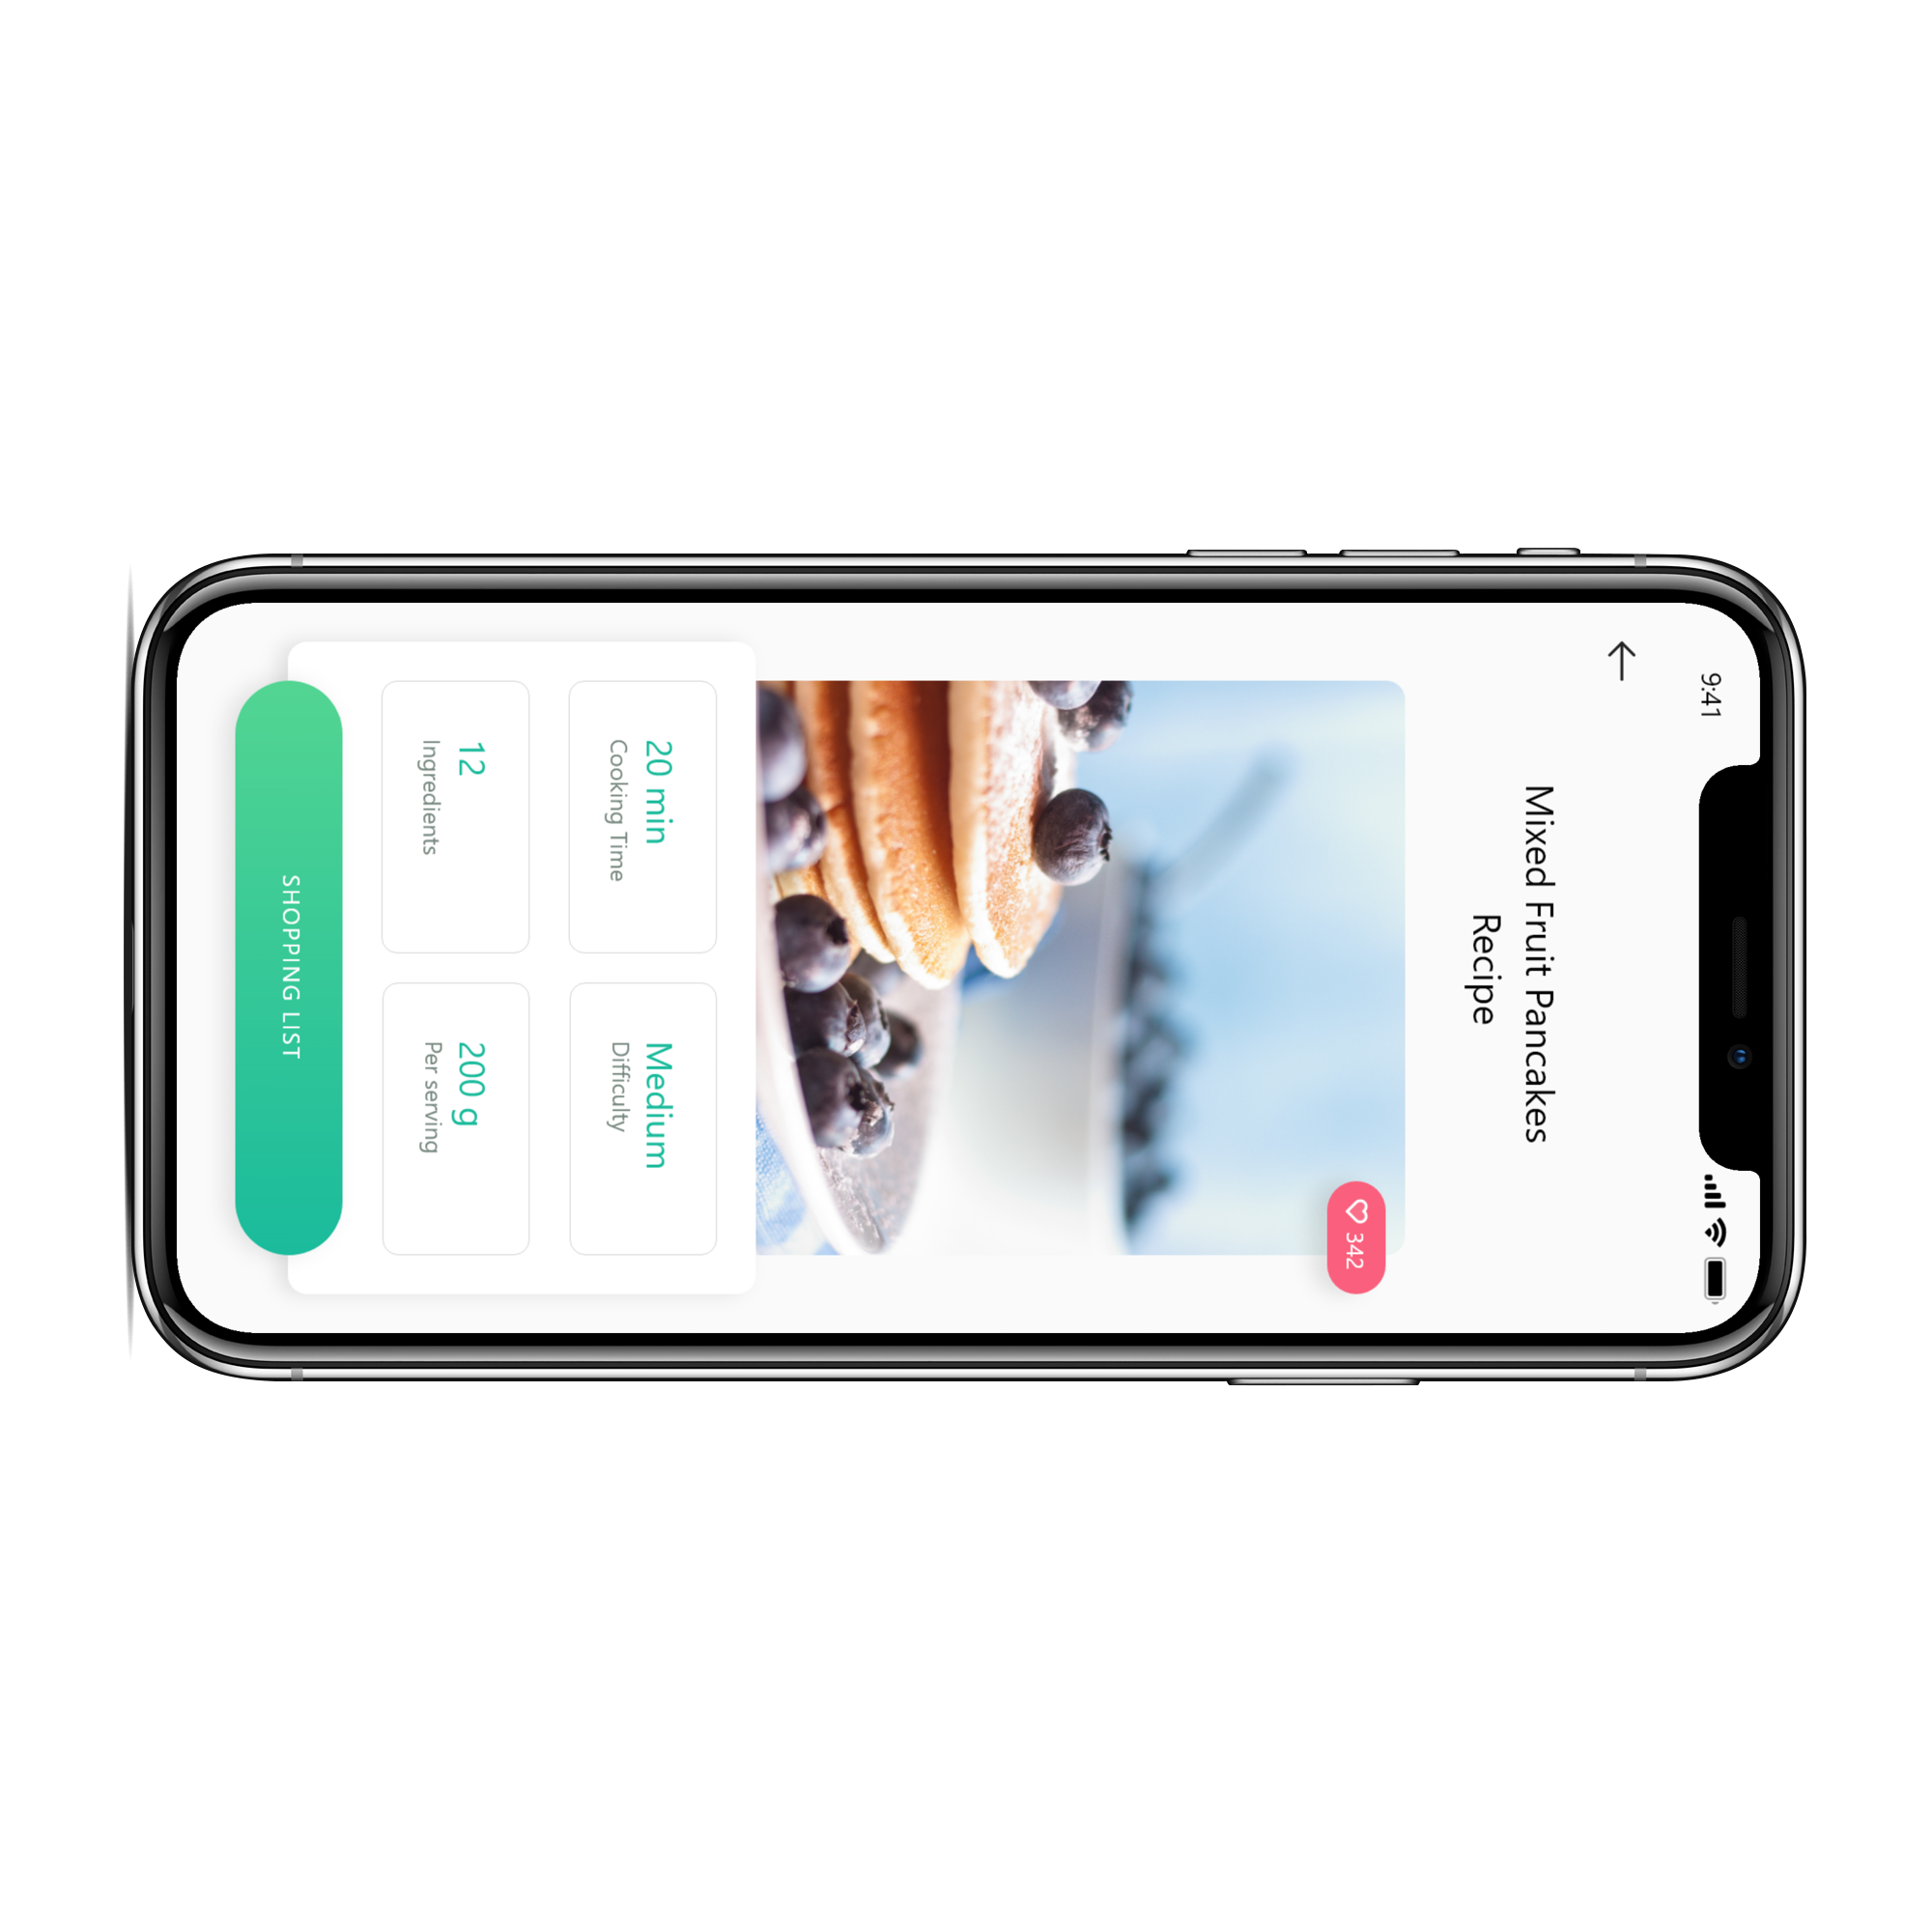 9:41
Mixed Fruit Pancakes
Recipe
342
20 min
Cooking Time
Medium
Difficulty
12
Ingredients
200 g
Per serving
SHOPPING LIST